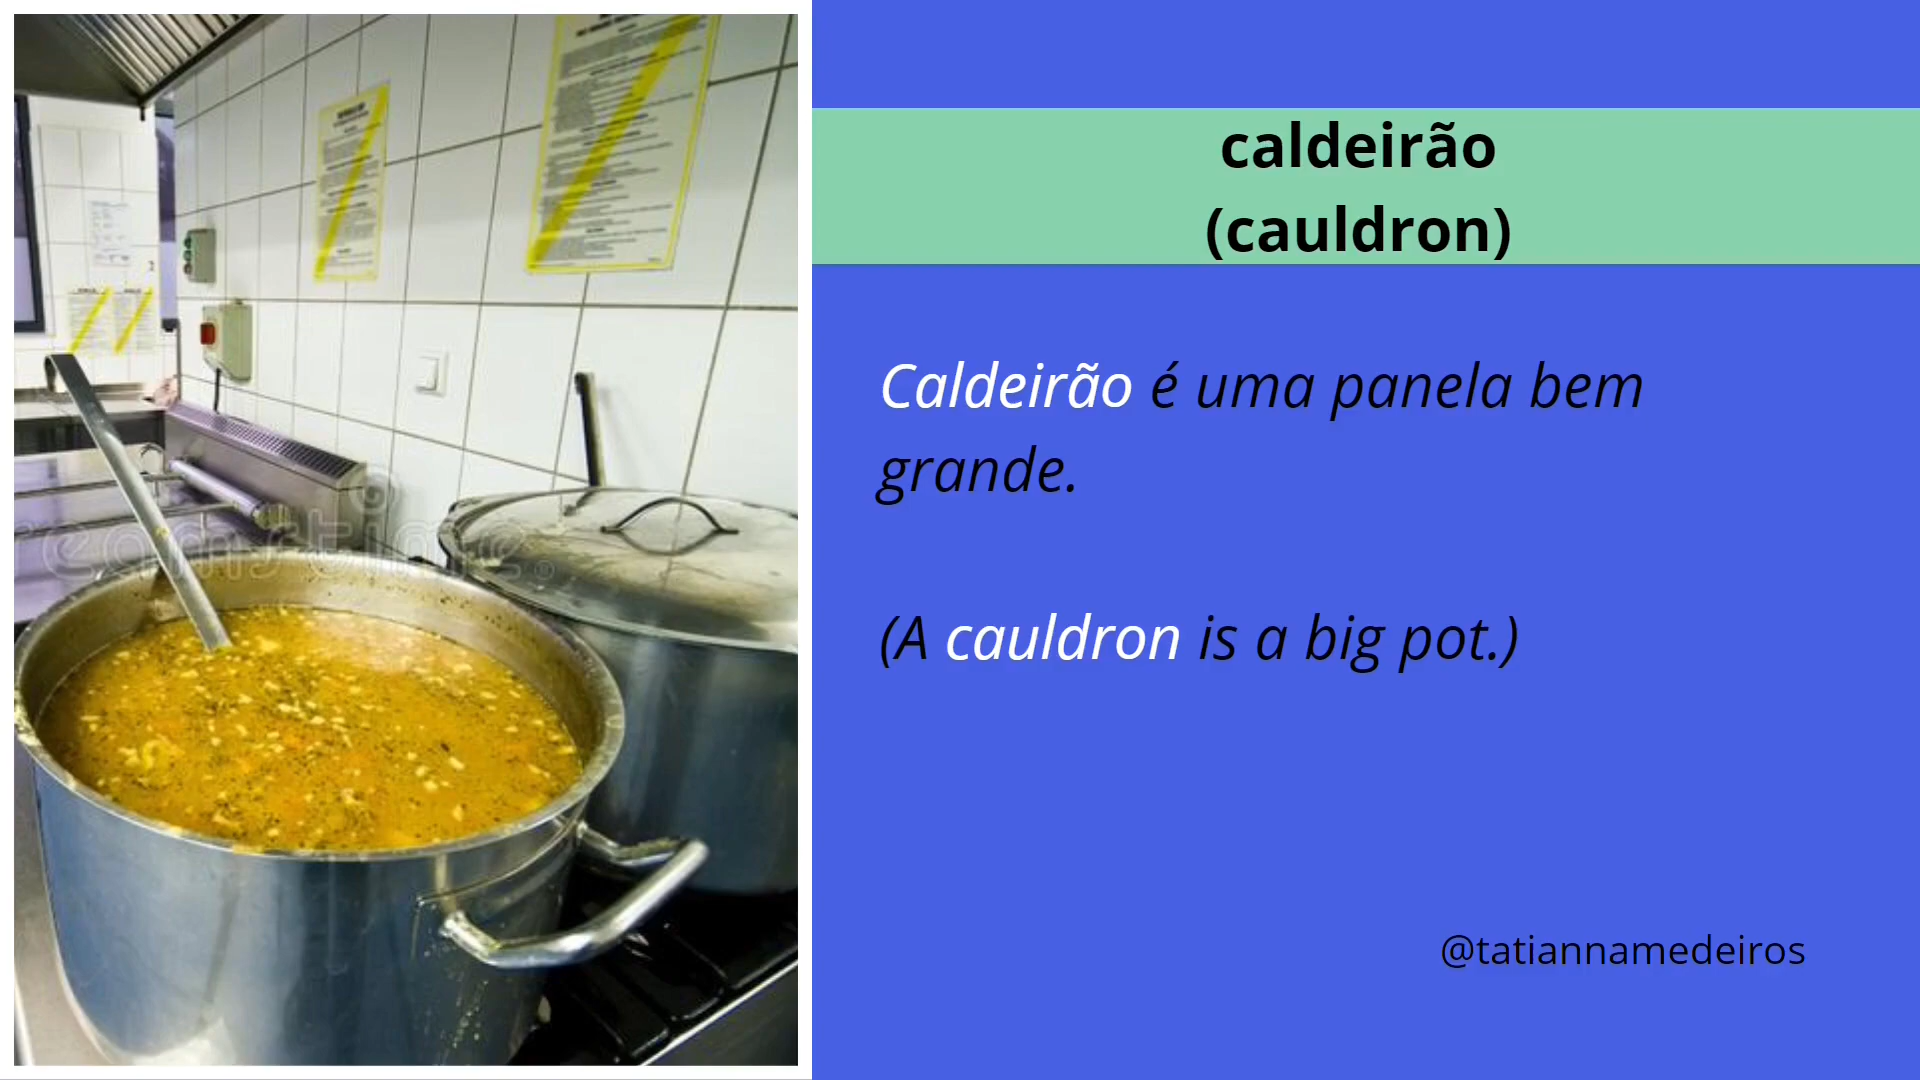 caldeirão
(cauldron)
Caldeirão é uma panela bem
grande.
(A cauldron is a big pot.)
@tatiannamedeiros